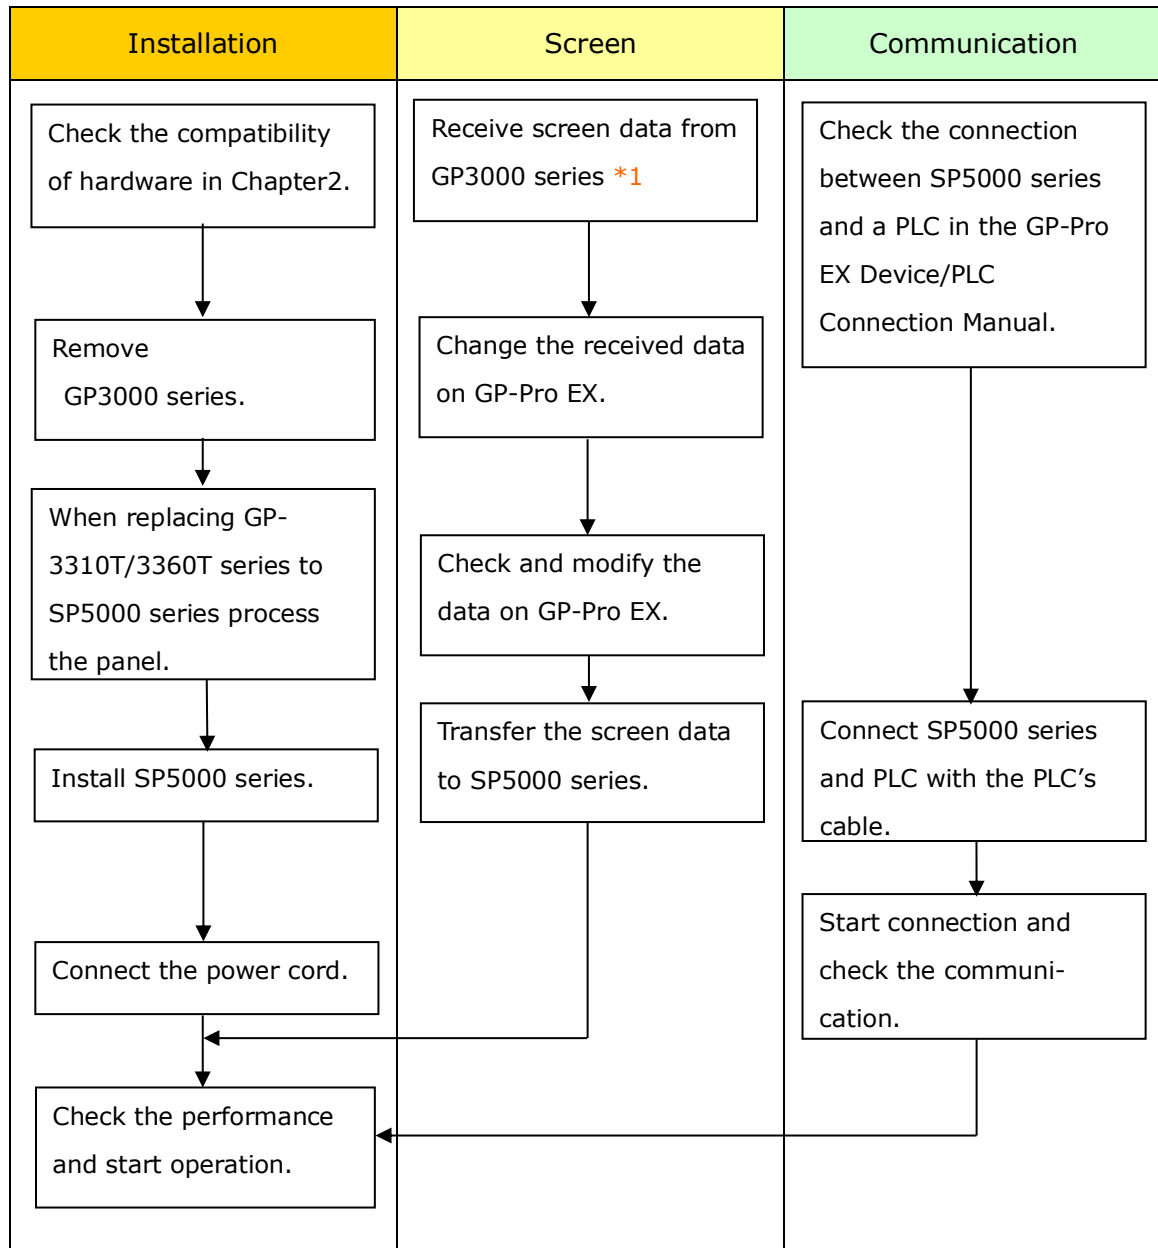 Installation
Screen
Communication
Check the compatibility
of hardware in Chapter2.
Remove
GP3000 series.
When replacing GP-
3310T/3360T series to
SP5000 series process
the panel.
Install SP5000 series.
Connect the power cord.
Check the performance
and start operation.
Receive screen data from
GP3000 series *1
Change the received data
on GP-Pro EX.
Check and modify the
data on GP-Pro EX.
Transfer the screen data
to SP5000 series.
Check the connection
between SP5000 series
and a PLC in the GP-Pro
EX Device/PLC
Connection Manual.
Connect SP5000 series
and PLC with the PLC’s
cable.
Start connection and
check the communi-
cation.